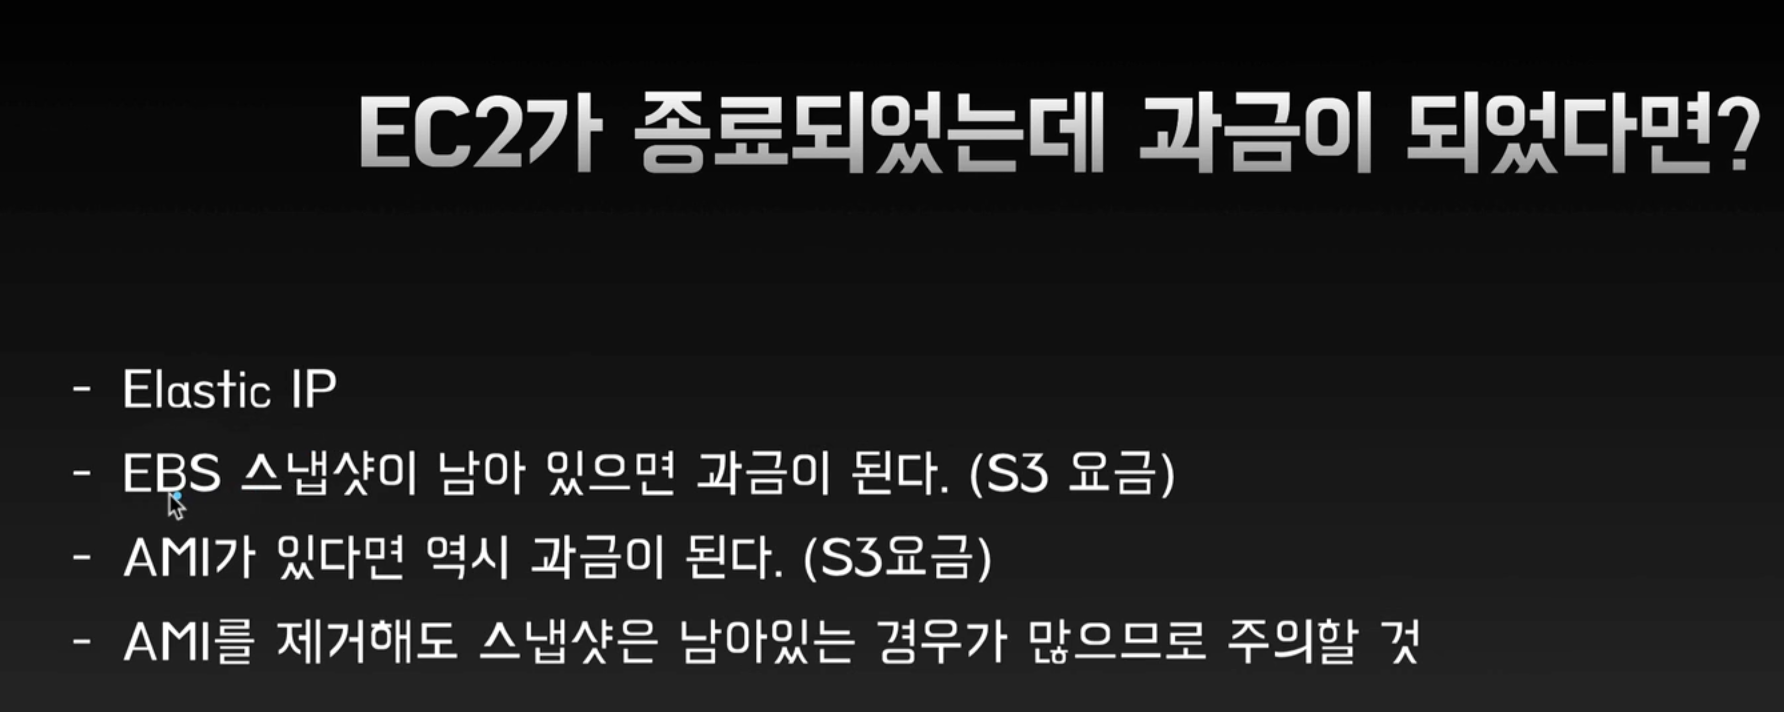 EC2가 종료되었는데 과금이 되었다면?
- Elastic IP
- EBS 스냅샷이 남아 있으면 과금이 된다. (S3 요금)
- AMI가 있다면 역시 과금이 된다. (S3요금)
- AMI를 제거해도 스냅샷은 남아있는 경우가 많으므로 주의할 것